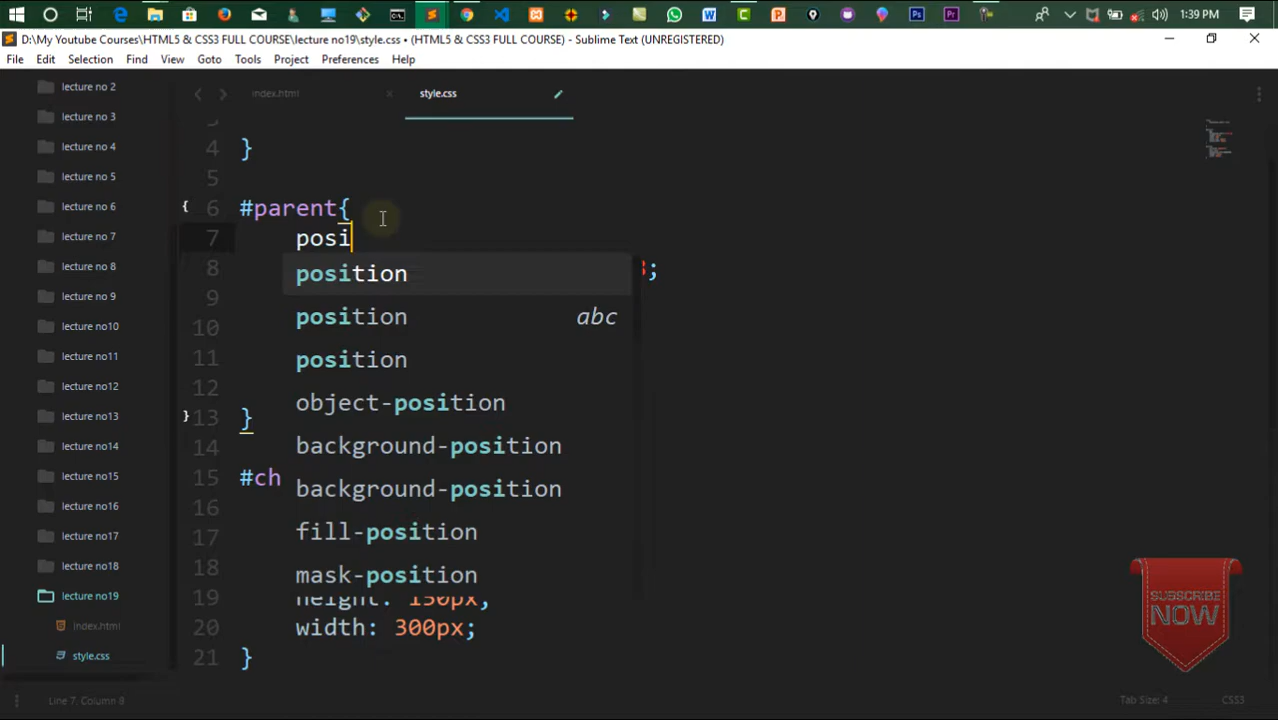 1:39 PM
D:\My Youtube Courses\HTML5 & CSS3 FULL COURSE\lecture no19\style.css • (HTML5 & CSS3 FULL COURSE) - Sublime Text (UNREGISTERED)
File Edit Selection Find View Goto Tools Project Preferences Help
lecture no 2
lecture no 3
lecture no 4
lecture no 5
lecture no 6
lecture no 7
lecture no 8
lecture no 9
lecture no10
lecture no11
lecture no12
lecture no13
lecture no14
lecture no15
lecture no16
lecture no17
lecture no18
lecture no19
index.html
style.css
index.html
style.css
4 }
5
{ 6 #parent{
7 posi
8 ;
9
10
11
12
} 13 }
14
15 #ch
16
17
18
19 height: 150px;
20 width: 300px;
21 }
position
position abc
position
object-position
background-position
background-position
fill-position
mask-position
SUBSCRIBE
NOW
Line 7, Column 8
Tab Size: 4
CSS3